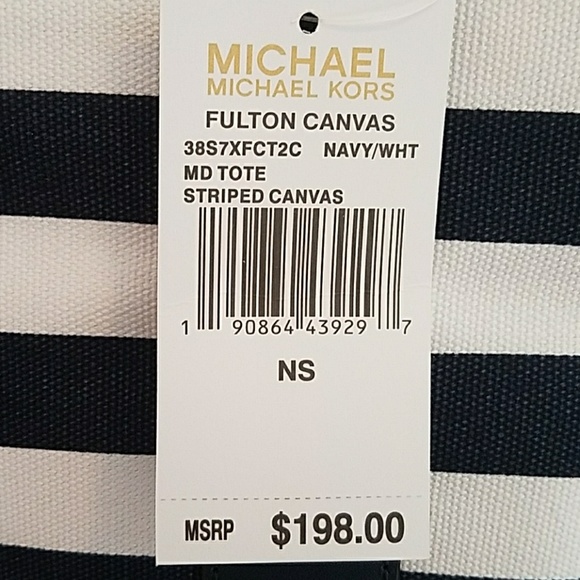 MICHAEL
MICHAEL KORS
FULTON CANVAS
38S7XFCT2C NAVY/WHT
MD TOTE
STRIPED CANVAS
1 90864 43929 7
NS
MSRP $198.00